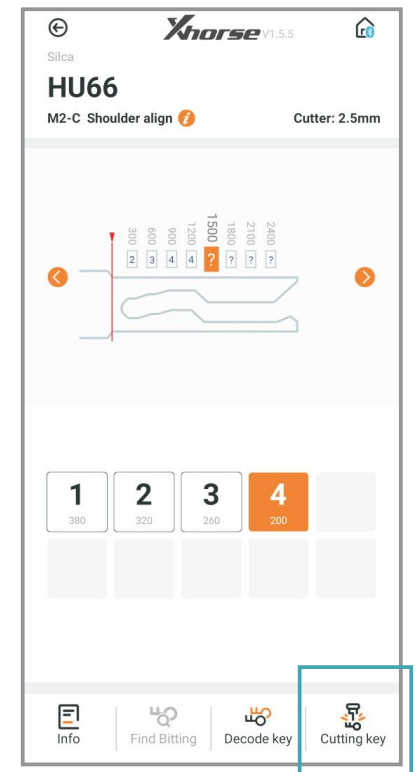 Xhorse V1.5.5
Silca
HU66
M2-C Shoulder align i Cutter: 2.5mm
300 600 900 1200 1500 1800 2100 2400
2 3 4 4 ? ? ? ?
1 2 3 4
380 320 260 200
Info Find Bitting Decode key Cutting key